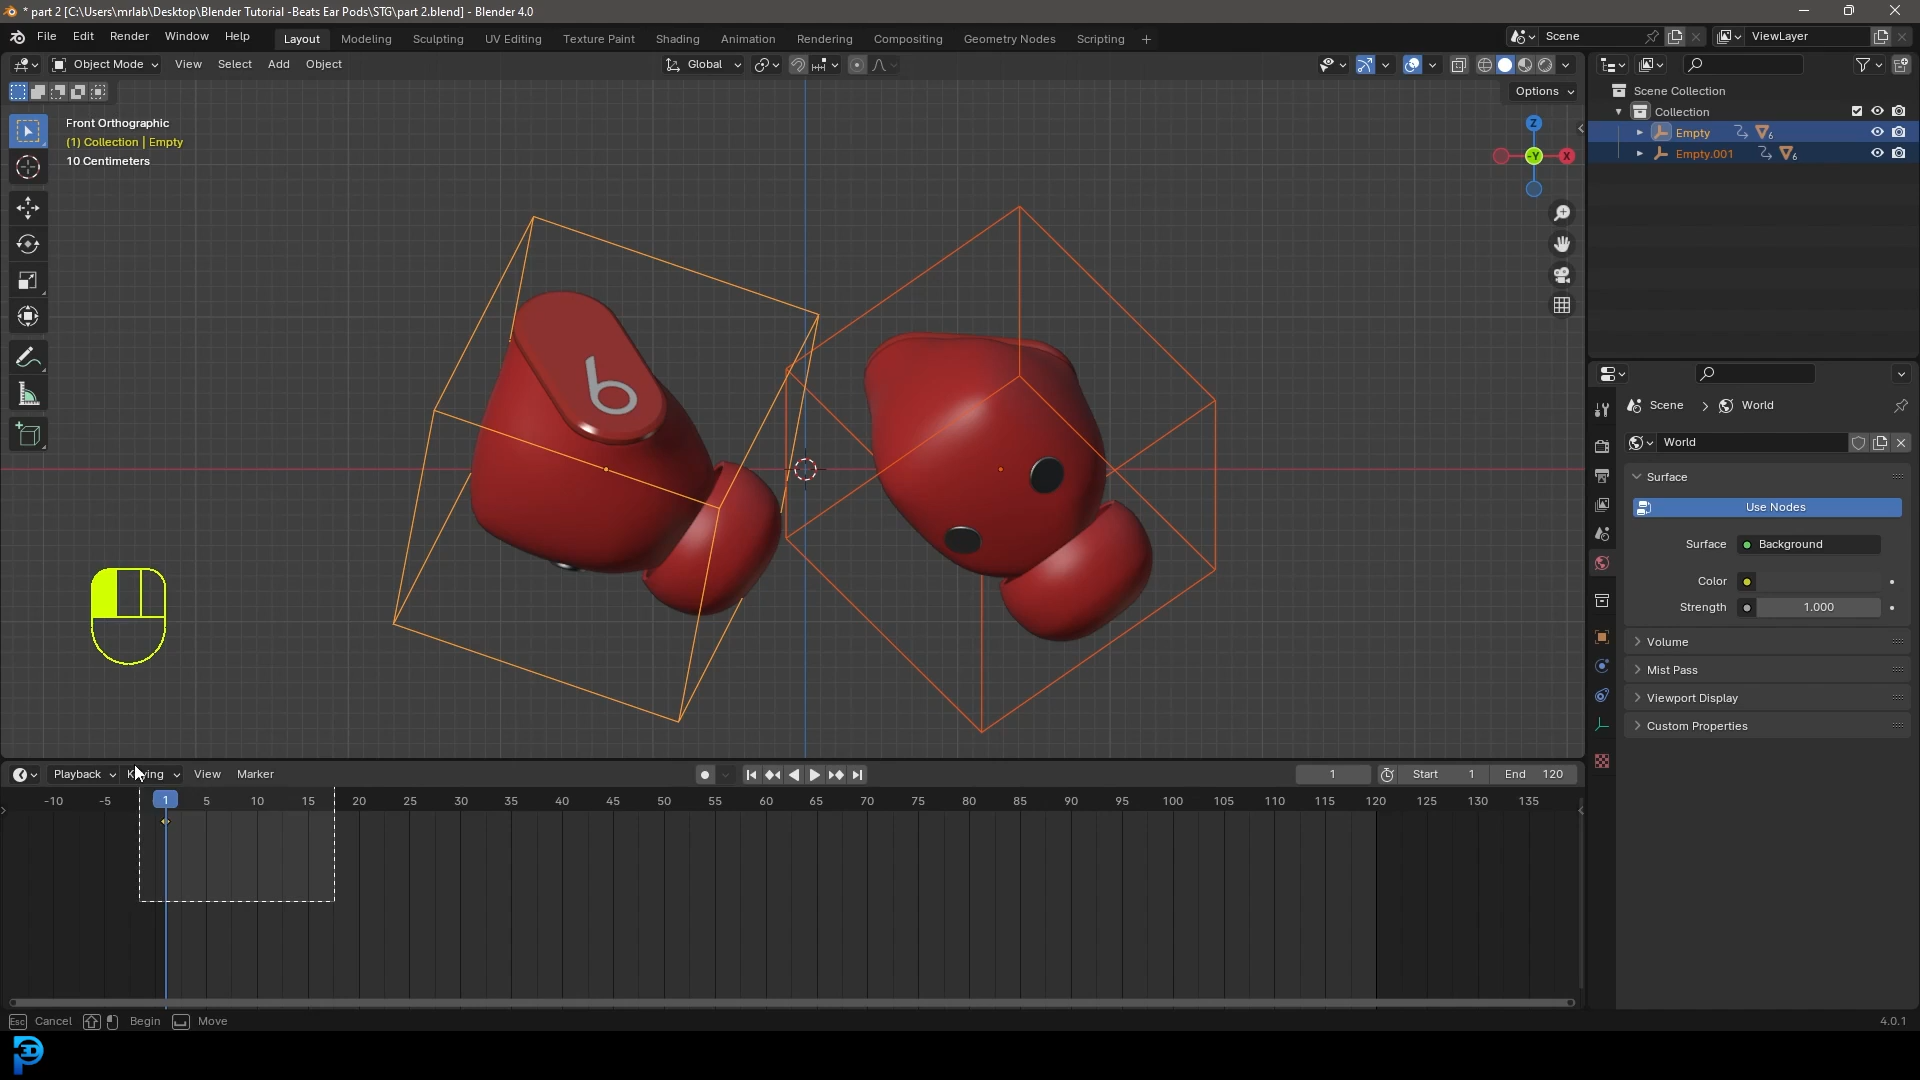 * part 2 [C:\Users\mrlab\Desktop\Blender Tutorial -Beats Ear Pods\STG\part 2.blend] - Blender 4.0
File Edit Render Window Help Layout Modeling Sculpting UV Editing Texture Paint Shading Animation Rendering Compositing Geometry Nodes Scripting + Scene ViewLayer
Object Mode View Select Add Object Global
Options
Scene Collection
Collection
Empty 6
Empty.001 6
Front Orthographic
(1) Collection | Empty
10 Centimeters
Z
-Y X
b
Scene > World
World
Surface
Use Nodes
Surface Background
Color
Strength 1.000
Volume
Mist Pass
Viewport Display
Custom Properties
Playback Keying View Marker 1 Start 1 End 120
-10 -5 1 5 10 15 20 25 30 35 40 45 50 55 60 65 70 75 80 85 90 95 100 105 110 115 120 125 130 135
Esc Cancel Begin Move 4.0.1